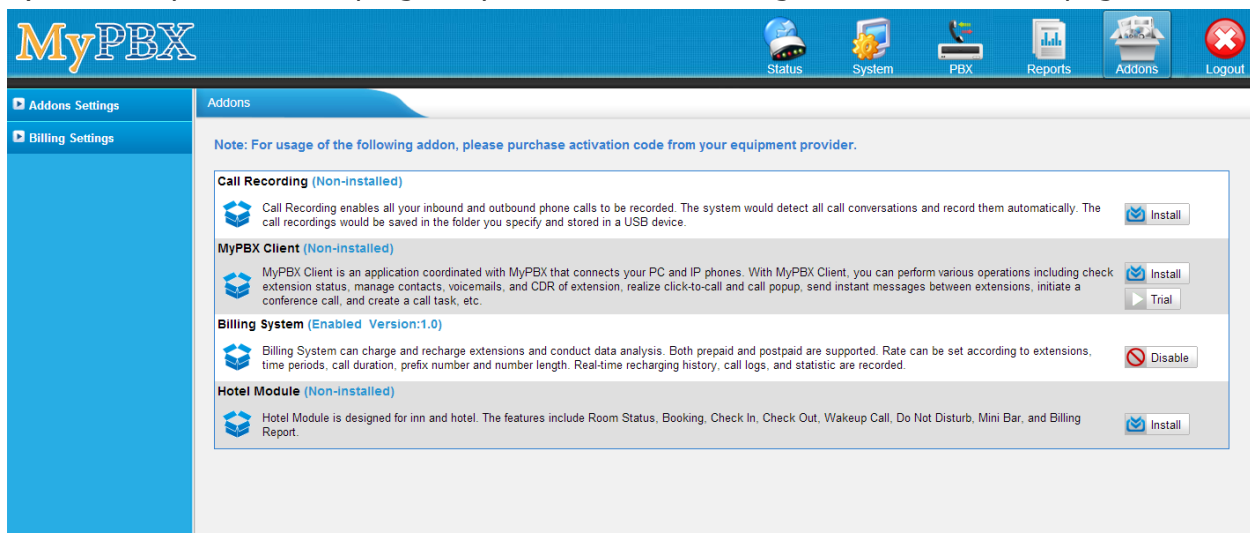 MyPBX
Status
System
PBX
Reports
Addons
Logout
Addons Settings
Billing Settings
Addons
Note: For usage of the following addon, please purchase activation code from your equipment provider.
Call Recording (Non-installed)
Call Recording enables all your inbound and outbound phone calls to be recorded. The system would detect all call conversations and record them automatically. The
call recordings would be saved in the folder you specify and stored in a USB device.
Install
MyPBX Client (Non-installed)
MyPBX Client is an application coordinated with MyPBX that connects your PC and IP phones. With MyPBX Client, you can perform various operations including check
extension status, manage contacts, voicemails, and CDR of extension, realize click-to-call and call popup, send instant messages between extensions, initiate a
conference call, and create a call task, etc.
Install
Trial
Billing System (Enabled Version:1.0)
Billing System can charge and recharge extensions and conduct data analysis. Both prepaid and postpaid are supported. Rate can be set according to extensions,
time periods, call duration, prefix number and number length. Real-time recharging history, call logs, and statistic are recorded.
Disable
Hotel Module (Non-installed)
Hotel Module is designed for inn and hotel. The features include Room Status, Booking, Check In, Check Out, Wakeup Call, Do Not Disturb, Mini Bar, and Billing
Report.
Install